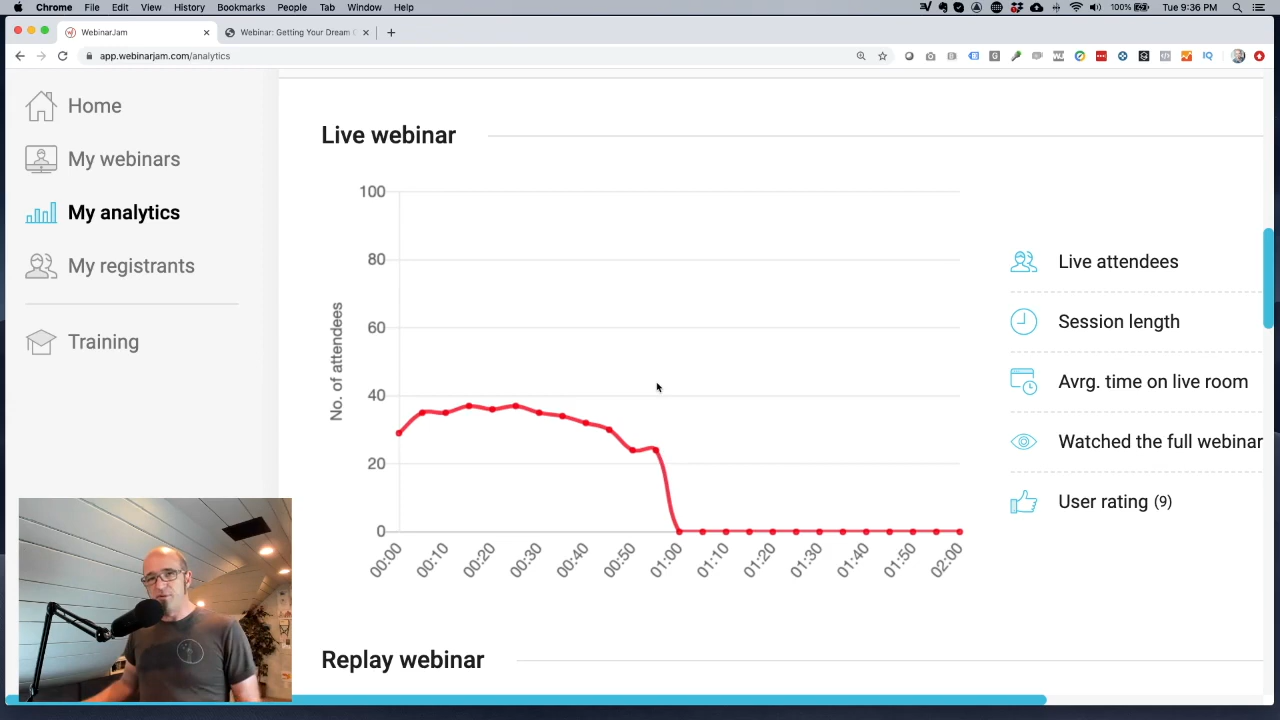 Chrome File Edit View History Bookmarks People Tab Window Help 100% Tue 9:36 PM
WebinarJam Webinar: Getting Your Dream
app.webinarjam.com/analytics IQ
Home
My webinars
My analytics
My registrants
Training
Live webinar
100
80
60
40
20
0
No. of attendees
00:00 00:10 00:20 00:30 00:40 00:50 01:00 01:10 01:20 01:30 01:40 01:50 02:00
Live attendees
Session length
Avrg. time on live room
Watched the full webinar
User rating (9)
Replay webinar